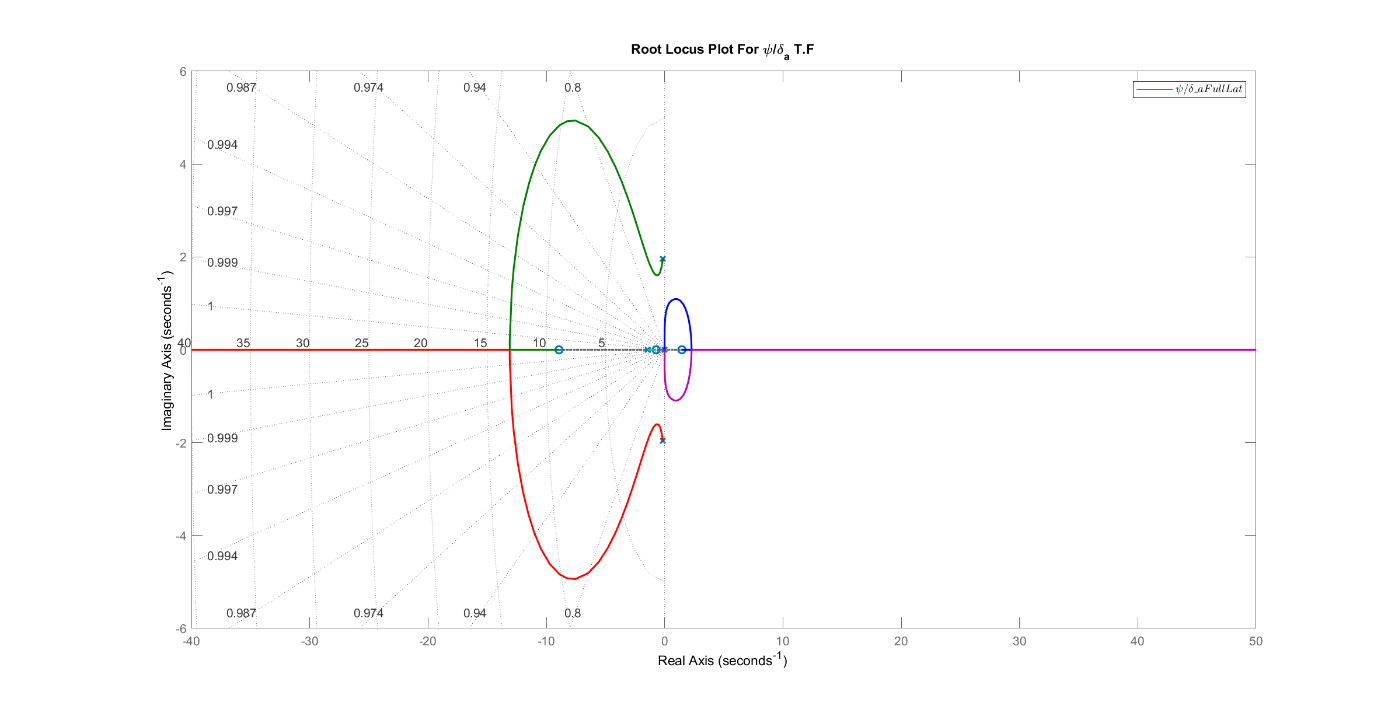 Root Locus Plot For ψ/δa T.F
ψ/δ_aFullLat
6
4
2
0
-2
-4
-6
Imaginary Axis (seconds-1)
0.987 0.974 0.94 0.8
0.994
0.997
0.999
1
40 35 30 25 20 15 10 5
1
0.999
0.997
0.994
0.987 0.974 0.94 0.8
-40 -30 -20 -10 0 10 20 30 40 50
Real Axis (seconds-1)